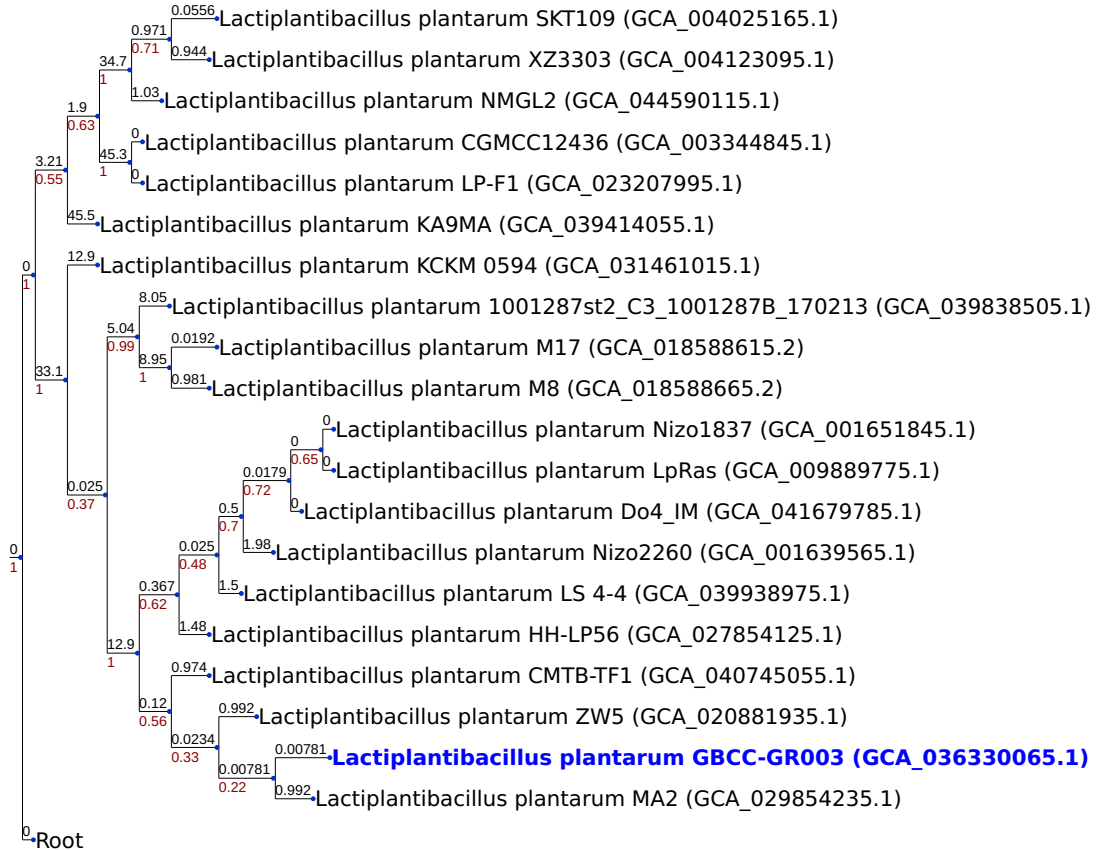 0.0556 Lactiplantibacillus plantarum SKT109 (GCA_004025165.1)
0.971
0.71
0.944 Lactiplantibacillus plantarum XZ3303 (GCA_004123095.1)
34.7
1
1.03 Lactiplantibacillus plantarum NMGL2 (GCA_044590115.1)
1.9
0.63
0 Lactiplantibacillus plantarum CGMCC12436 (GCA_003344845.1)
45.3
1
0 Lactiplantibacillus plantarum LP-F1 (GCA_023207995.1)
3.21
0.55
45.5 Lactiplantibacillus plantarum KA9MA (GCA_039414055.1)
0
1
12.9 Lactiplantibacillus plantarum KCKM 0594 (GCA_031461015.1)
8.05 Lactiplantibacillus plantarum 1001287st2_C3_1001287B_170213 (GCA_039838505.1)
5.04
0.99
0.0192 Lactiplantibacillus plantarum M17 (GCA_018588615.2)
8.95
1
0.981 Lactiplantibacillus plantarum M8 (GCA_018588665.2)
33.1
1
0 Lactiplantibacillus plantarum Nizo1837 (GCA_001651845.1)
0
0.65
0 Lactiplantibacillus plantarum LpRas (GCA_009889775.1)
0.0179
0.72
0 Lactiplantibacillus plantarum Do4_IM (GCA_041679785.1)
0.025
0.37
0.5
0.7
1.98 Lactiplantibacillus plantarum Nizo2260 (GCA_001639565.1)
0
1
0.025
0.48
1.5 Lactiplantibacillus plantarum LS 4-4 (GCA_039938975.1)
0.367
0.62
1.48 Lactiplantibacillus plantarum HH-LP56 (GCA_027854125.1)
12.9
1
0.974 Lactiplantibacillus plantarum CMTB-TF1 (GCA_040745055.1)
0.12
0.56
0.992 Lactiplantibacillus plantarum ZW5 (GCA_020881935.1)
0.0234
0.33
0.00781 Lactiplantibacillus plantarum GBCC-GR003 (GCA_036330065.1)
0.00781
0.22
0.992 Lactiplantibacillus plantarum MA2 (GCA_029854235.1)
0 Root